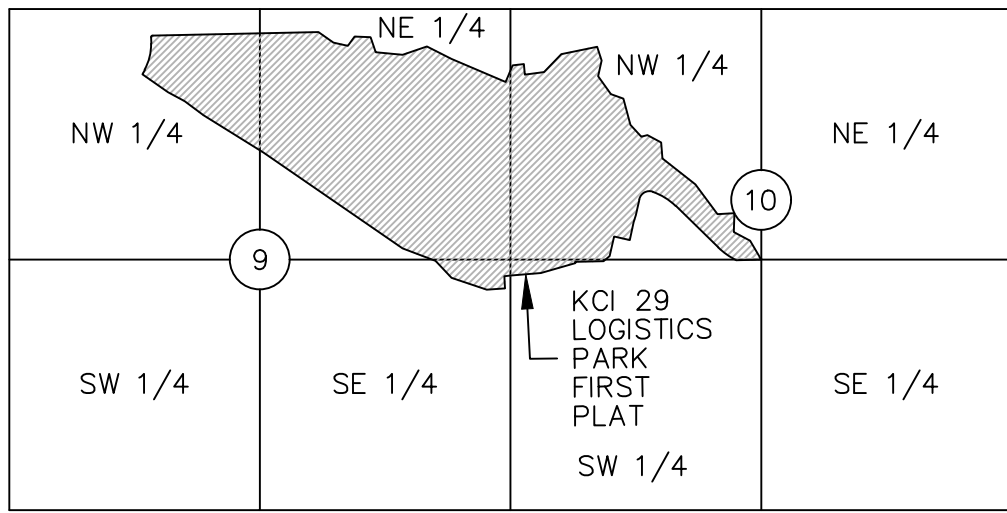 NE 1/4
NW 1/4
NW 1/4
NE 1/4
10
9
KCI 29
LOGISTICS
PARK
FIRST
PLAT
SW 1/4
SE 1/4
SE 1/4
SW 1/4